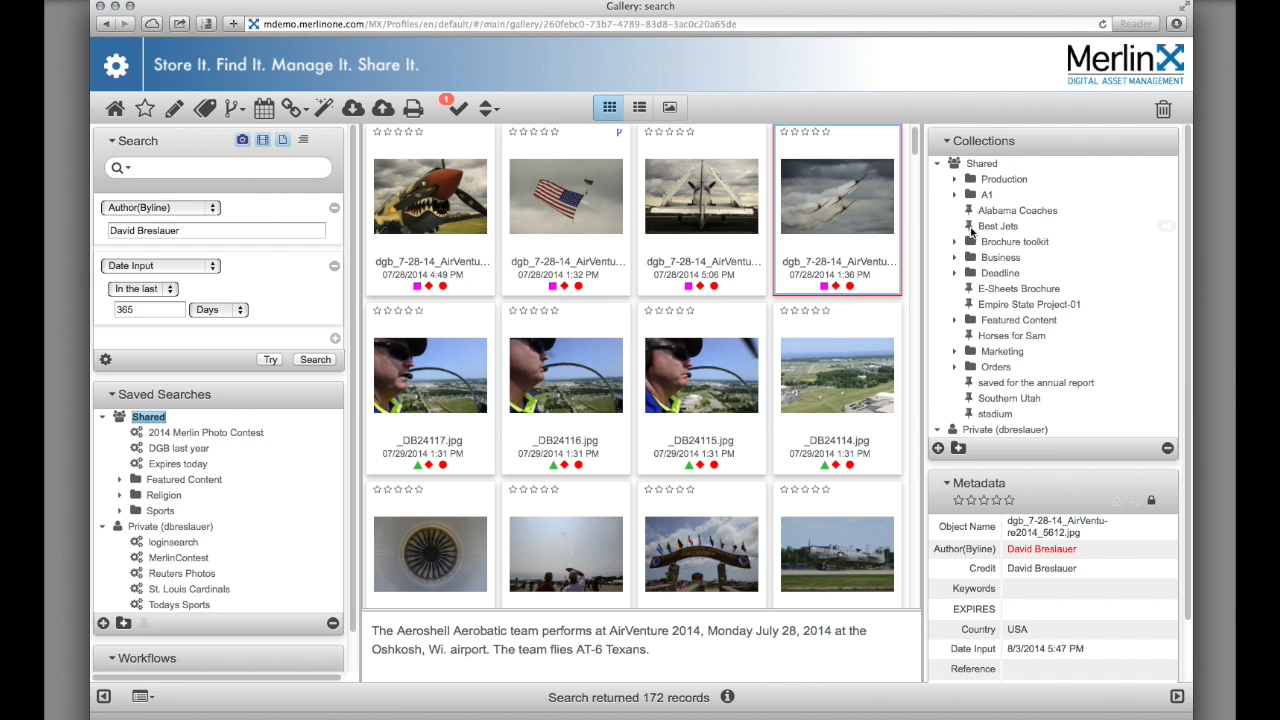 Gallery: search
mdemo.merlinone.com/MX/Profiles/en/default/#/main/gallery/260febc0-73b7-4789-83d8-3ac0c20a65de
Reader
Store It. Find It. Manage It. Share It.
MerlinX
DIGITAL ASSET MANAGEMENT
1
Search
Author(Byline)
David Breslauer
Date Input
In the last
365
Days
Try
Search
Saved Searches
Shared
2014 Merlin Photo Contest
DGB last year
Expires today
Featured Content
Religion
Sports
Private (dbreslauer)
loginsearch
MerlinContest
Reuters Photos
St. Louis Cardinals
Todays Sports
Workflows
dgb_7-28-14_AirVentu...
07/28/2014 4:49 PM
dgb_7-28-14_AirVentu...
07/28/2014 1:32 PM
dgb_7-28-14_AirVentu...
07/28/2014 5:06 PM
dgb_7-28-14_AirVentu...
07/28/2014 1:36 PM
_DB24117.jpg
07/29/2014 1:31 PM
_DB24116.jpg
07/29/2014 1:31 PM
_DB24115.jpg
07/29/2014 1:31 PM
_DB24114.jpg
07/29/2014 1:31 PM
The Aeroshell Aerobatic team performs at AirVenture 2014, Monday July 28, 2014 at the
Oshkosh, Wi. airport. The team flies AT-6 Texans.
Search returned 172 records
Collections
Shared
Production
A1
Alabama Coaches
Best Jets
Brochure toolkit
Business
Deadline
E-Sheets Brochure
Empire State Project-01
Featured Content
Horses for Sam
Marketing
Orders
saved for the annual report
Southern Utah
stadium
Private (dbreslauer)
Metadata
Object Name
dgb_7-28-14_AirVentu-
re2014_5612.jpg
Author(Byline) David Breslauer
Credit David Breslauer
Keywords
EXPIRES
Country USA
Date Input 8/3/2014 5:47 PM
Reference